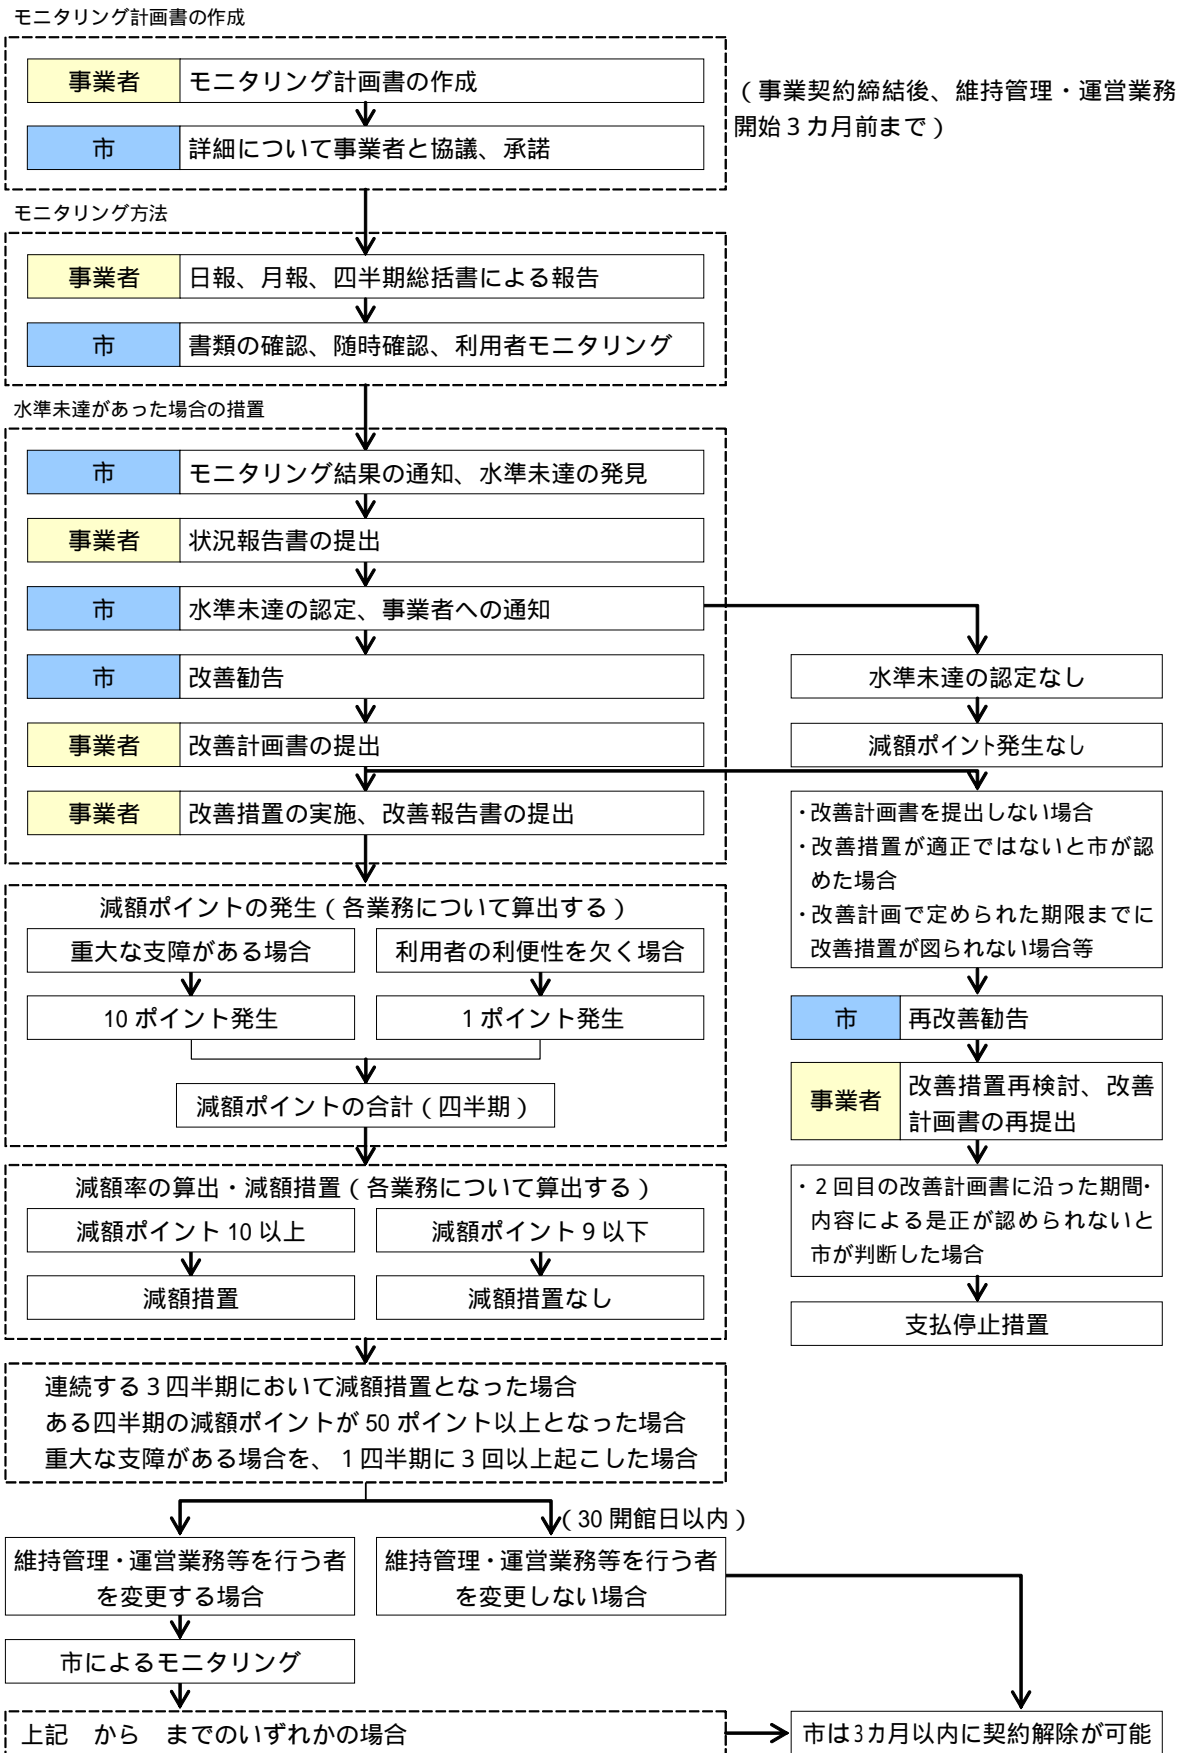 モニタリング計画書の作成
事業者 モニタリング計画書の作成
(事業契約締結後、維持管理・運営業務
開始3カ月前まで)
市 詳細について事業者と協議、承諾
モニタリング方法
事業者 日報、月報、四半期総括書による報告
市 書類の確認、随時確認、利用者モニタリング
水準未達があった場合の措置
市 モニタリング結果の通知、水準未達の発見
事業者 状況報告書の提出
市 水準未達の認定、事業者への通知
市 改善勧告
事業者 改善計画書の提出
事業者 改善措置の実施、改善報告書の提出
水準未達の認定なし
減額ポイント発生なし
・改善計画書を提出しない場合
・改善措置が適正ではないと市が認
めた場合
・改善計画で定められた期限までに
改善措置が図られない場合等
市 再改善勧告
事業者 改善措置再検討、改善
計画書の再提出
・2回目の改善計画書に沿った期間・
内容による是正が認められないと
市が判断した場合
支払停止措置
減額ポイントの発生(各業務について算出する)
重大な支障がある場合 利用者の利便性を欠く場合
10 ポイント発生 1 ポイント発生
減額ポイントの合計(四半期)
減額率の算出・減額措置(各業務について算出する)
減額ポイント 10 以上 減額ポイント 9 以下
減額措置 減額措置なし
連続する3四半期において減額措置となった場合
ある四半期の減額ポイントが 50 ポイント以上となった場合
重大な支障がある場合を、1四半期に3回以上起こした場合
(30 開館日以内)
維持管理・運営業務等を行う者
を変更する場合
維持管理・運営業務等を行う者
を変更しない場合
市によるモニタリング
上記 から までのいずれかの場合
市は3カ月以内に契約解除が可能